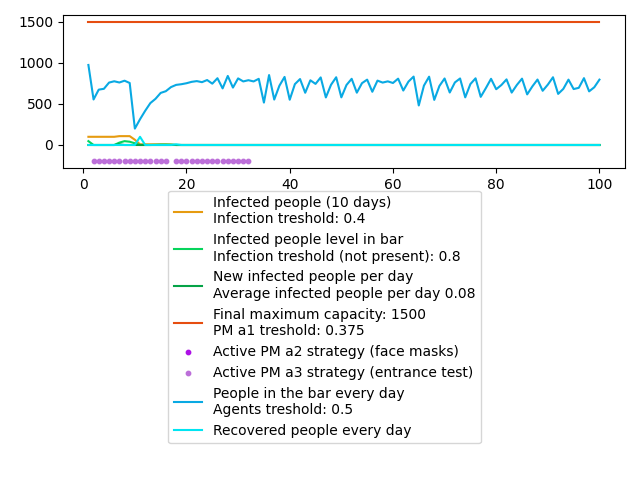 1500
1000
500
0
0 20 40 60 80 100
Infected people (10 days)
Infection treshold: 0.4
Infected people level in bar
Infection treshold (not present): 0.8
New infected people per day
Average infected people per day 0.08
Final maximum capacity: 1500
PM a1 treshold: 0.375
Active PM a2 strategy (face masks)
Active PM a3 strategy (entrance test)
People in the bar every day
Agents treshold: 0.5
Recovered people every day